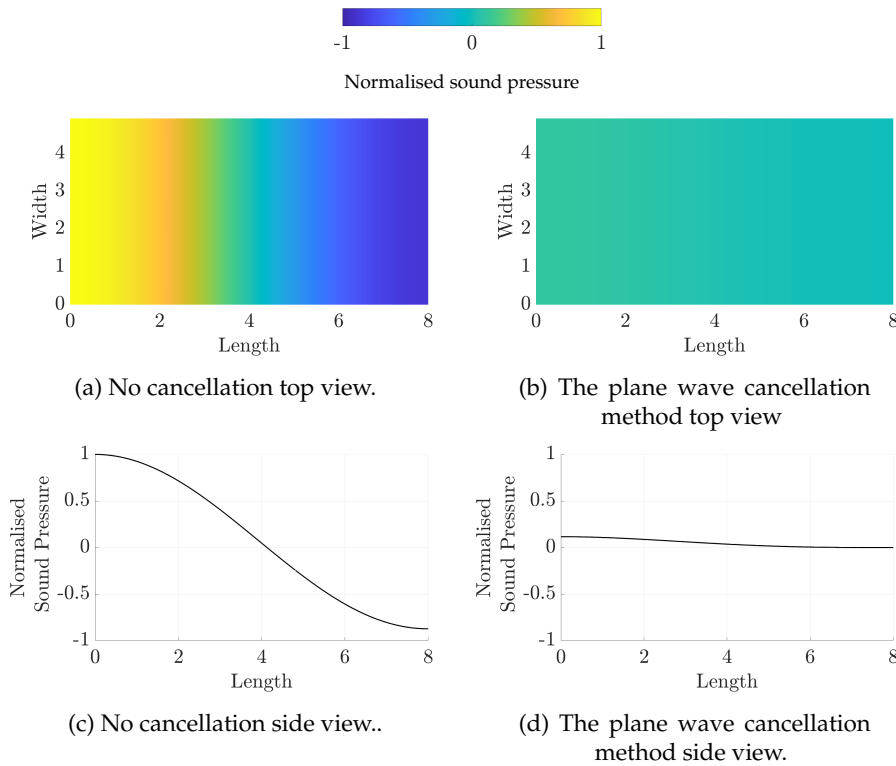 -1 0 1
Normalised sound pressure
4
3
2
1
0
Width
0 2 4 6 8
Length
(a) No cancellation top view.
4
3
2
1
0
Width
0 2 4 6 8
Length
(b) The plane wave cancellation
method top view
1
0.5
0
-0.5
-1
Normalised
Sound Pressure
0 2 4 6 8
Length
(c) No cancellation side view..
1
0.5
0
-0.5
-1
Normalised
Sound Pressure
0 2 4 6 8
Length
(d) The plane wave cancellation
method side view.